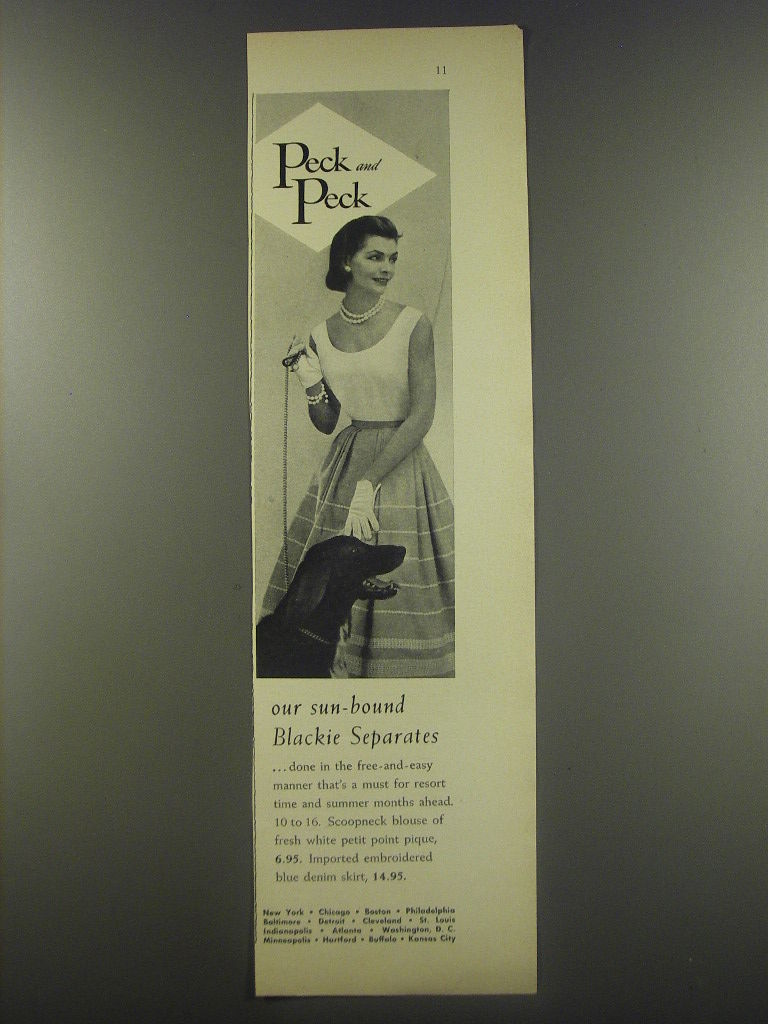 11
Peck and
Peck
our sun-bound
Blackie Separates
...done in the free-and-easy
manner that's a must for resort
time and summer months ahead.
10 to 16. Scoopneck blouse of
fresh white petit point pique,
6.95. Imported embroidered
blue denim skirt, 14.95.
New York • Chicago • Boston • Philadelphia
Baltimore • Detroit • Cleveland • St. Louis
Indianapolis • Atlanta • Washington, D. C.
Minneapolis • Hartford • Buffalo • Kansas City